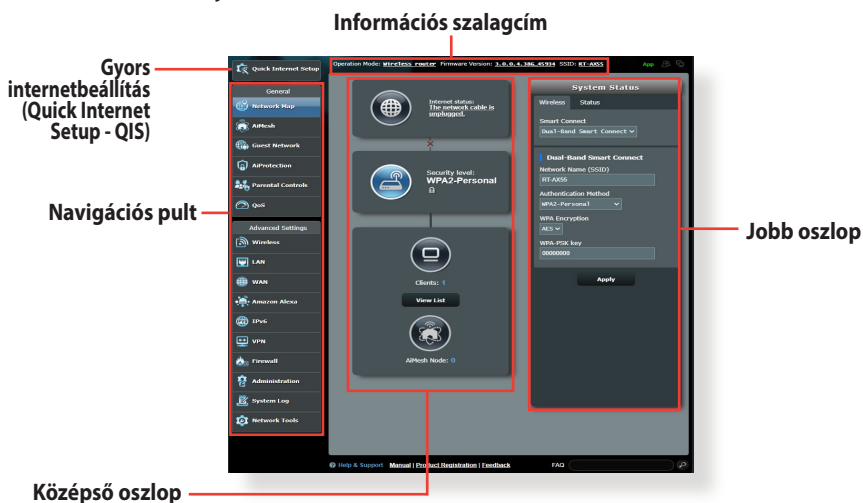 Információs szalagcím
Gyors
internetbeállítás
(Quick Internet
Setup - QIS)
Navigációs pult
Jobb oszlop
Középső oszlop
Quick Internet Setup
Operation Mode: Wireless router Firmware Version: 3.0.0.4.386_45934 SSID: RT-AX55
App
General
Network Map
AiMesh
Guest Network
AiProtection
Parental Controls
QoS
Advanced Settings
Wireless
LAN
WAN
Amazon Alexa
IPv6
VPN
Firewall
Administration
System Log
Network Tools
Internet status:
The network cable is
unplugged.
Security level:
WPA2-Personal
Clients: 1
View List
AiMesh Node: 0
System Status
Wireless Status
Smart Connect
Dual-Band Smart Connect
Dual-Band Smart Connect
Network Name (SSID)
RT-AX55
Authentication Method
WPA2-Personal
WPA Encryption
AES
WPA-PSK key
00000000
Apply
Help & Support Manual | Product Registration | Feedback FAQ